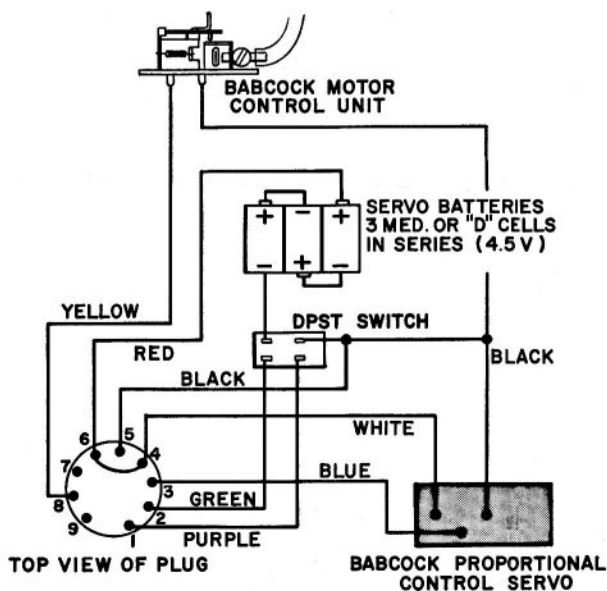 BABCOCK MOTOR
CONTROL UNIT
+ − +
− + −
SERVO BATTERIES
3 MED. OR "D" CELLS
IN SERIES (4.5 V)
YELLOW
DPST SWITCH
RED
BLACK
BLACK
WHITE
BLUE
GREEN
PURPLE
6
5
4
7
3
8
2
9
1
TOP VIEW OF PLUG
BABCOCK PROPORTIONAL
CONTROL SERVO